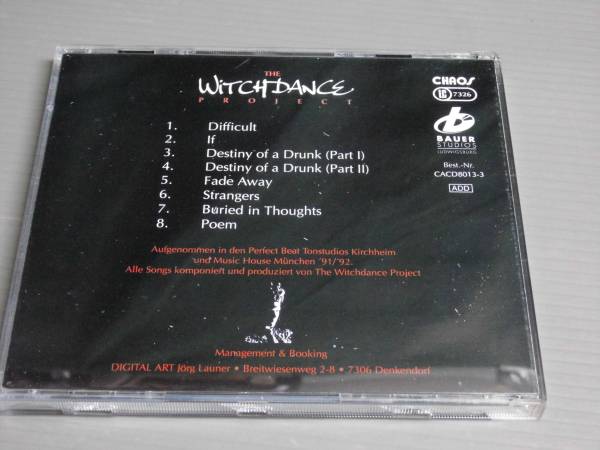 THE
WITCHDANCE
PROJECT
1. Difficult
2. If
3. Destiny of a Drunk (Part I)
4. Destiny of a Drunk (Part II)
5. Fade Away
6. Strangers
7. Buried in Thoughts
8. Poem
CHAOS
LC 7326
b
BAUER
STUDIOS
LUDWIGSBURG
Best.-Nr.
CACD8013-3
ADD
Aufgenommen in den Perfect Beat Tonstudios Kirchheim
und Music House München '91/'92.
Alle Songs komponiert und produziert von The Witchdance Project
Management & Booking
DIGITAL ART Jörg Launer • Breitwiesenweg 2-8 • 7306 Denkendorf